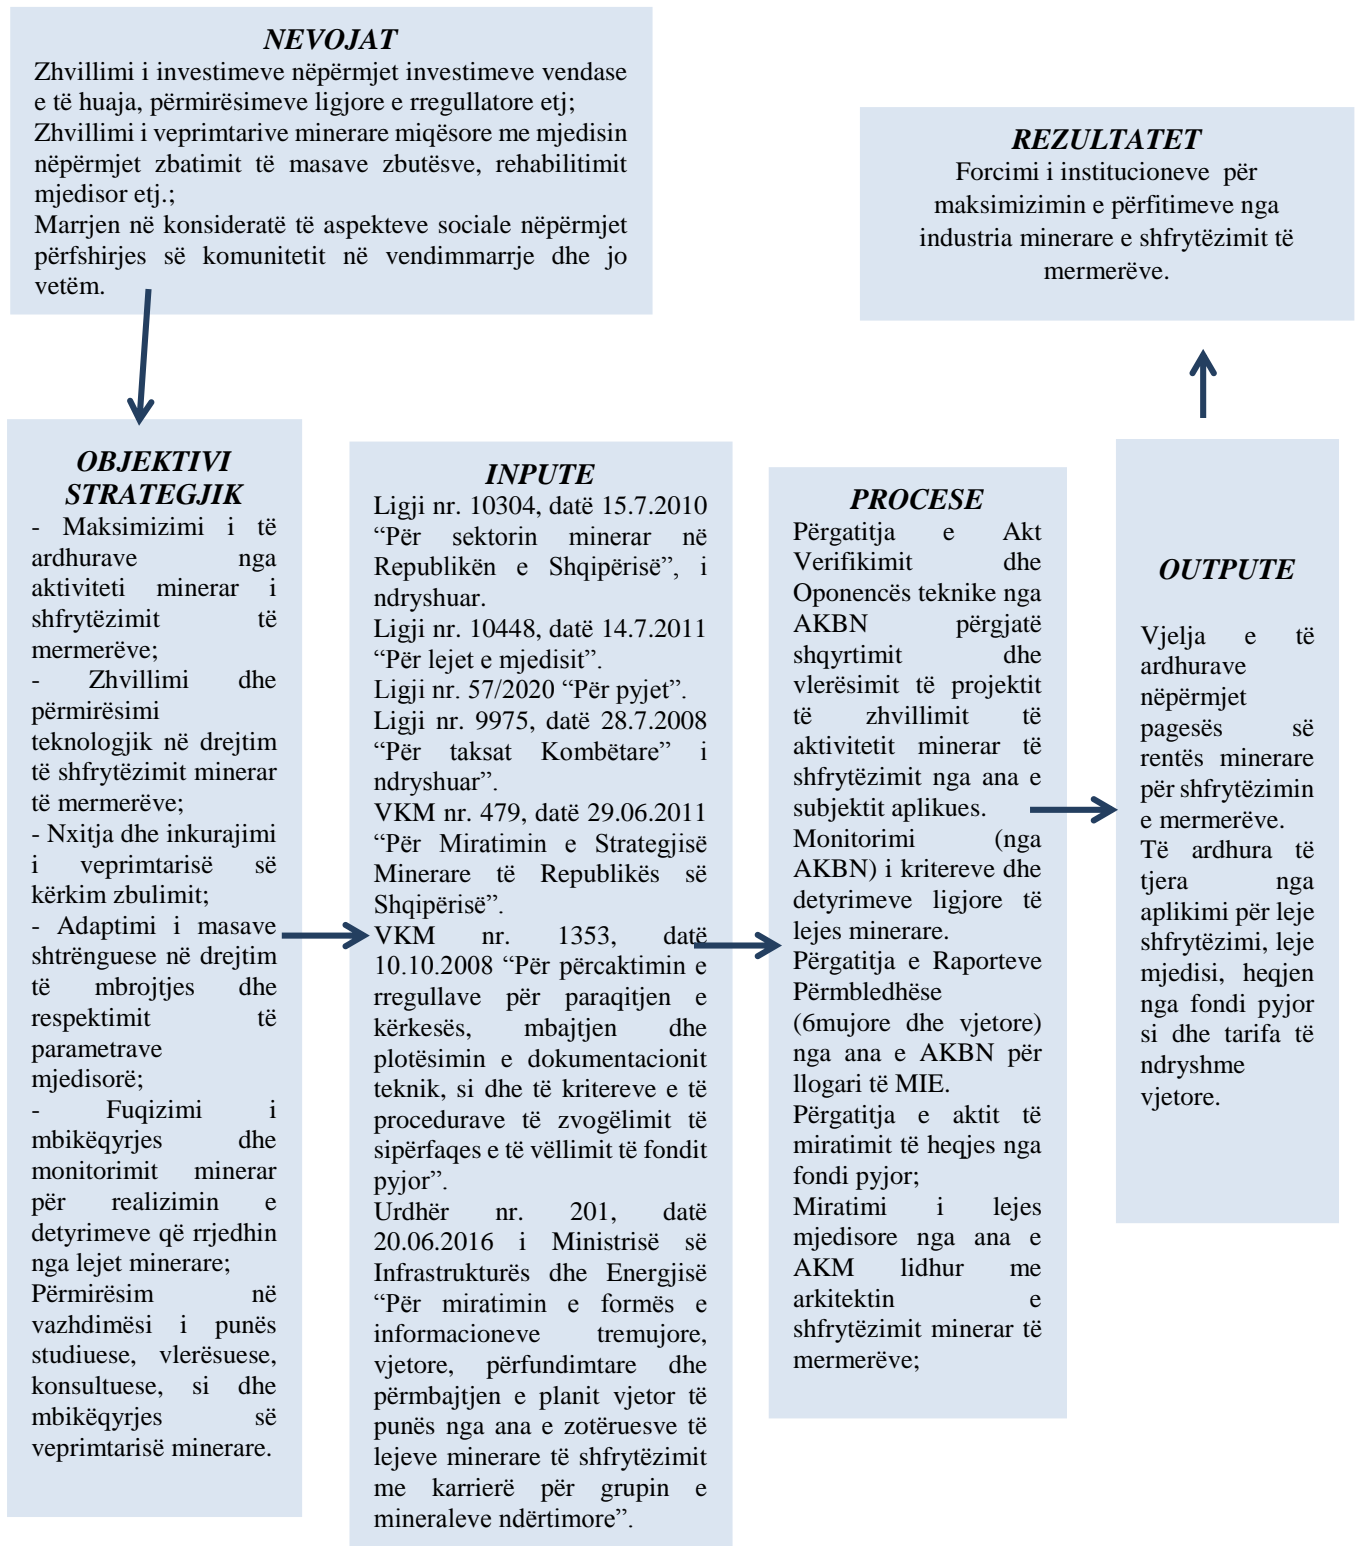 NEVOJAT
Zhvillimi i investimeve nëpërmjet investimeve vendase
e të huaja, përmirësimeve ligjore e rregullatore etj;
Zhvillimi i veprimtarive minerare miqësore me mjedisin
nëpërmjet zbatimit të masave zbutësve, rehabilitimit
mjedisor etj.;
Marrjen në konsideratë të aspekteve sociale nëpërmjet
përfshirjes së komunitetit në vendimmarrje dhe jo
vetëm.
OBJEKTIVI
STRATEGJIK
- Maksimizimi i të
ardhurave nga
aktiviteti minerar i
shfrytëzimit të
mermerëve;
- Zhvillimi dhe
përmirësimi
teknologjik në drejtim
të shfrytëzimit minerar
të mermerëve;
- Nxitja dhe inkurajimi
i veprimtarisë së
kërkim zbulimit;
- Adaptimi i masave
shtrënguese në drejtim
të mbrojtjes dhe
respektimit të
parametrave
mjedisorë;
- Fuqizimi i
mbikëqyrjes dhe
monitorimit minerar
për realizimin e
detyrimeve që rrjedhin
nga lejet minerare;
Përmirësim në
vazhdimësi i punës
studiuese, vlerësuese,
konsultuese, si dhe
mbikëqyrjes së
veprimtarisë minerare.
INPUTE
Ligji nr. 10304, datë 15.7.2010
“Për sektorin minerar në
Republikën e Shqipërisë”, i
ndryshuar.
Ligji nr. 10448, datë 14.7.2011
“Për lejet e mjedisit”.
Ligji nr. 57/2020 “Për pyjet”.
Ligji nr. 9975, datë 28.7.2008
“Për taksat Kombëtare” i
ndryshuar”.
VKM nr. 479, datë 29.06.2011
“Për Miratimin e Strategjisë
Minerare të Republikës së
Shqipërisë”.
VKM nr. 1353, datë
10.10.2008 “Për përcaktimin e
rregullave për paraqitjen e
kërkesës, mbajtjen dhe
plotësimin e dokumentacionit
teknik, si dhe të kritereve e të
procedurave të zvogëlimit të
sipërfaqes e të vëllimit të fondit
pyjor”.
Urdhër nr. 201, datë
20.06.2016 i Ministrisë së
Infrastrukturës dhe Energjisë
“Për miratimin e formës e
informacioneve tremujore,
vjetore, përfundimtare dhe
përmbajtjen e planit vjetor të
punës nga ana e zotëruesve të
lejeve minerare të shfrytëzimit
me karrierë për grupin e
mineraleve ndërtimore”.
PROCESE
Përgatitja e Akt
Verifikimit dhe
Oponencës teknike nga
AKBN përgjatë
shqyrtimit dhe
vlerësimit të projektit
të zhvillimit të
aktivitetit minerar të
shfrytëzimit nga ana e
subjektit aplikues.
Monitorimi (nga
AKBN) i kritereve dhe
detyrimeve ligjore të
lejes minerare.
Përgatitja e Raporteve
Përmbledhëse
(6mujore dhe vjetore)
nga ana e AKBN për
llogari të MIE.
Përgatitja e aktit të
miratimit të heqjes nga
fondi pyjor;
Miratimi i lejes
mjedisore nga ana e
AKM lidhur me
arkitektin e
shfrytëzimit minerar të
mermerëve;
OUTPUTE
Vjelja e të
ardhurave
nëpërmjet
pagesës së
rentës minerare
për shfrytëzimin
e mermerëve.
Të ardhura të
tjera nga
aplikimi për leje
shfrytëzimi, leje
mjedisi, heqjen
nga fondi pyjor
si dhe tarifa të
ndryshme
vjetore.
REZULTATET
Forcimi i institucioneve për
maksimizimin e përfitimeve nga
industria minerare e shfrytëzimit të
mermerëve.